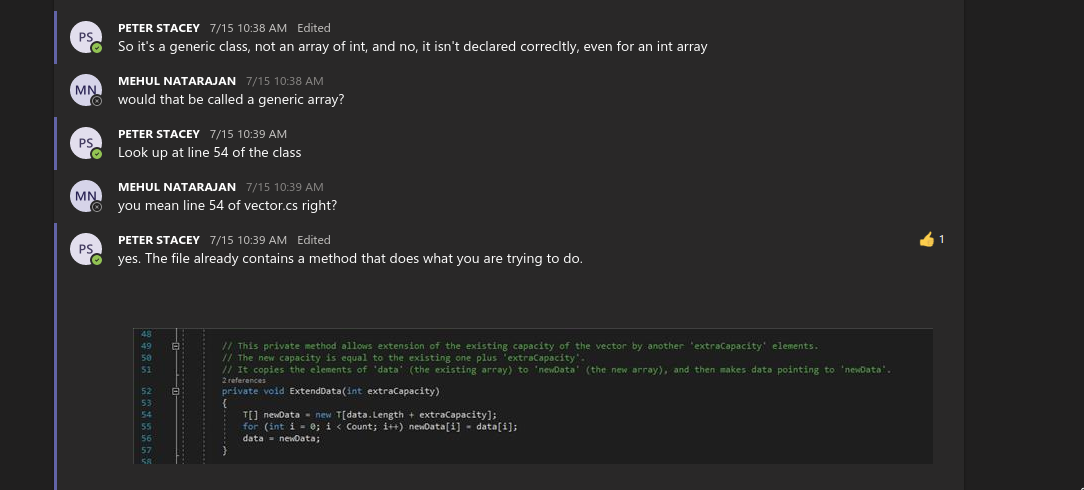 PS PETER STACEY 7/15 10:38 AM Edited
So it's a generic class, not an array of int, and no, it isn't declared correcltly, even for an int array
MN MEHUL NATARAJAN 7/15 10:38 AM
would that be called a generic array?
PS PETER STACEY 7/15 10:39 AM
Look up at line 54 of the class
MN MEHUL NATARAJAN 7/15 10:39 AM
you mean line 54 of vector.cs right?
PS PETER STACEY 7/15 10:39 AM Edited 1
yes. The file already contains a method that does what you are trying to do.
48
49 // This private method allows extension of the existing capacity of the vector by another 'extraCapacity' elements.
50 // The new capacity is equal to the existing one plus 'extraCapacity'.
51 // It copies the elements of 'data' (the existing array) to 'newData' (the new array), and then makes data pointing to 'newData'.
2 references
52 private void ExtendData(int extraCapacity)
53 {
54 T[] newData = new T[data.Length + extraCapacity];
55 for (int i = 0; i < Count; i++) newData[i] = data[i];
56 data = newData;
57 }
58